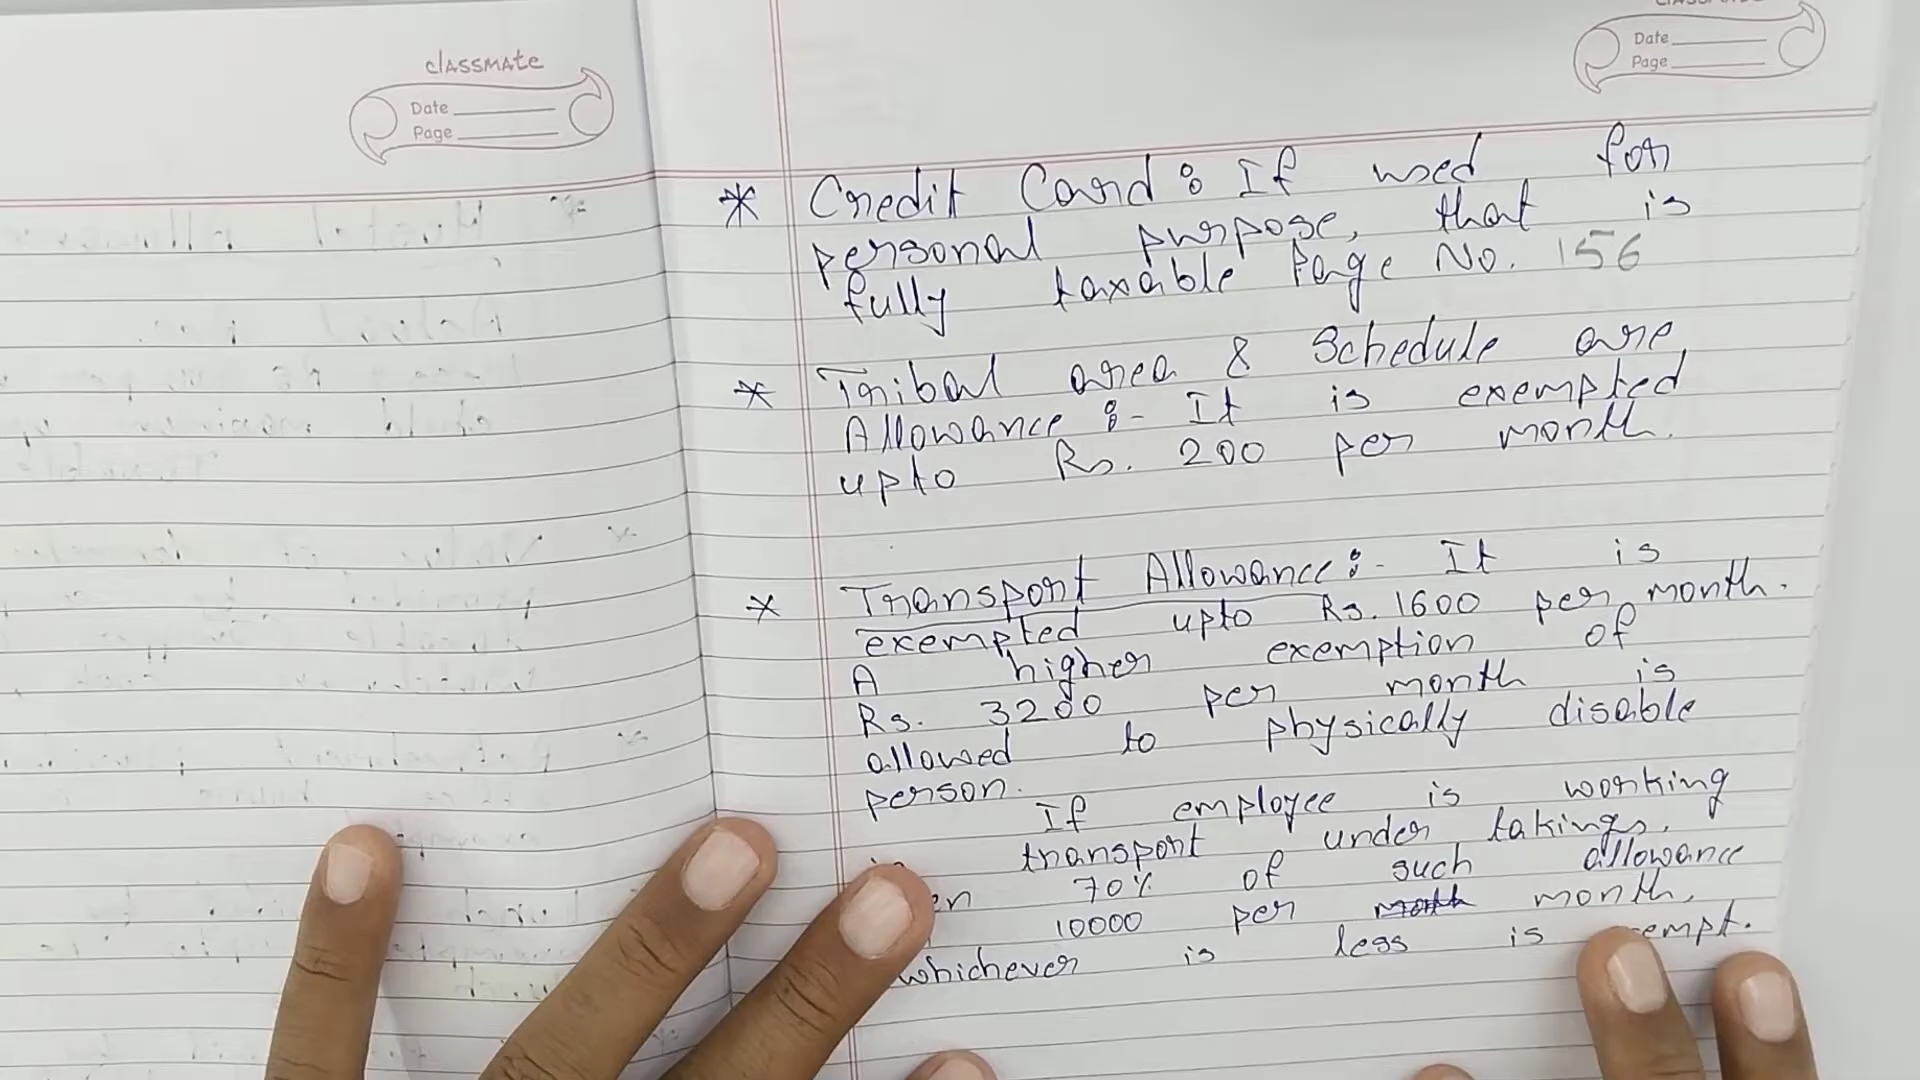 classmate
Date
Page
Date
Page
* Credit Card : If used for
personal purpose, that is
fully taxable Page No. 156
* Tribal area & Schedule are
Allowance :- It is exempted
upto Rs. 200 per month.
* Transport Allowance :- It is
exempted upto Rs. 1600 per month.
A higher exemption of
Rs. 3200 per month is
allowed to physically disable
person.
If employee is working
transport under takings,
70% of such allowance
10000 per month month,
whichever is less is